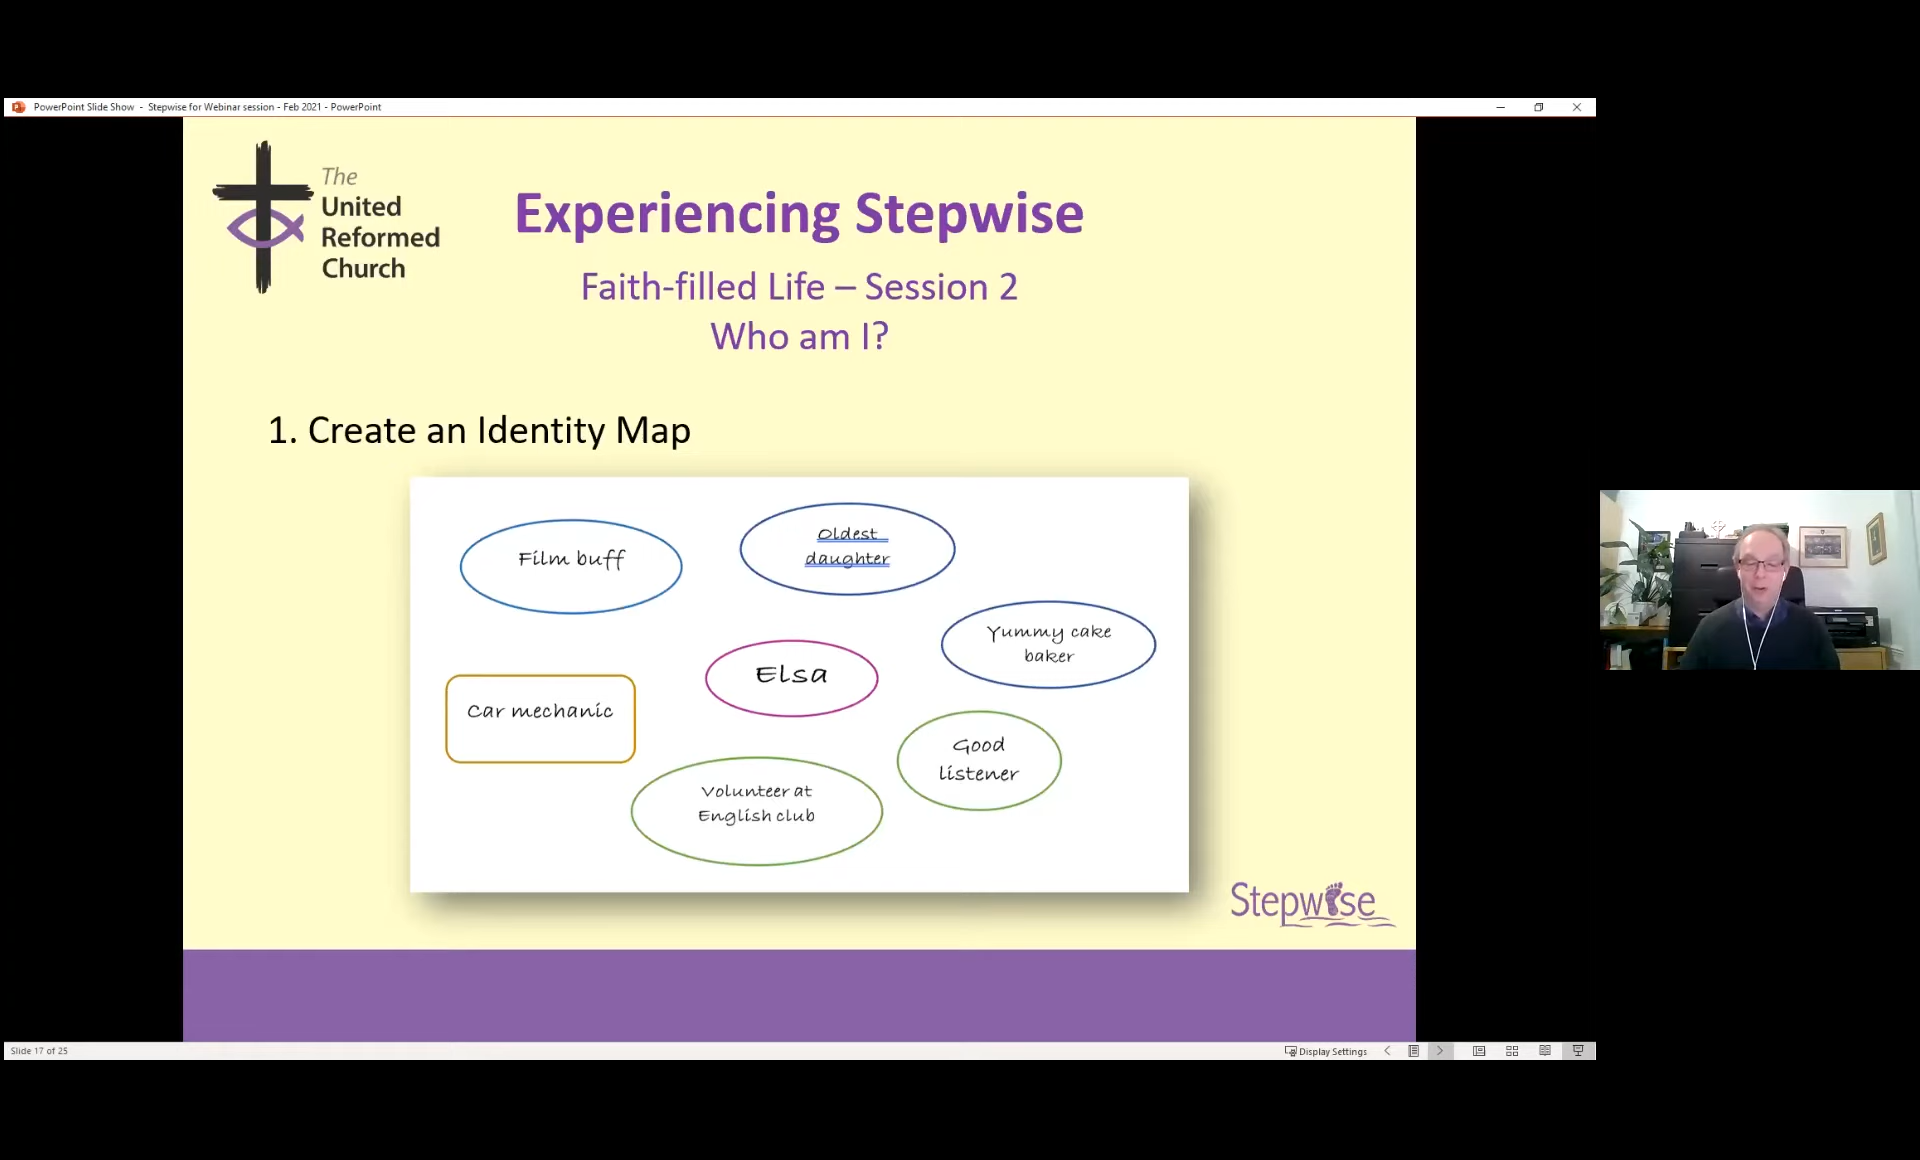 PowerPoint Slide Show - Stepwise for Webinar session - Feb 2021 - PowerPoint
The
United
Reformed
Church
Experiencing Stepwise
Faith-filled Life – Session 2
Who am I?
1. Create an Identity Map
Film buff
Oldest
daughter
Yummy cake
baker
Elsa
Car mechanic
Good
listener
Volunteer at
English club
Stepwise
Slide 17 of 25
Display Settings